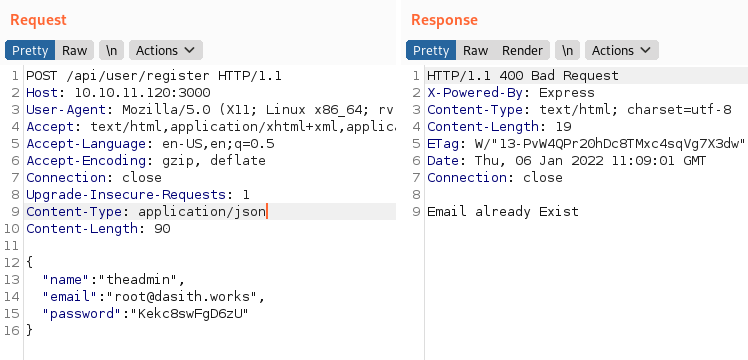 Request
Pretty Raw \n Actions
1 POST /api/user/register HTTP/1.1
2 Host: 10.10.11.120:3000
3 User-Agent: Mozilla/5.0 (X11; Linux x86_64; rv
4 Accept: text/html,application/xhtml+xml,applica
5 Accept-Language: en-US,en;q=0.5
6 Accept-Encoding: gzip, deflate
7 Connection: close
8 Upgrade-Insecure-Requests: 1
9 Content-Type: application/json
10 Content-Length: 90
11
12 {
13 "name":"theadmin",
14 "email":"root@dasith.works",
15 "password":"Kekc8swFgD6zU"
16 }
Response
Pretty Raw Render \n Actions
1 HTTP/1.1 400 Bad Request
2 X-Powered-By: Express
3 Content-Type: text/html; charset=utf-8
4 Content-Length: 19
5 ETag: W/"13-PvW4QPr20hDc8TMxc4sqVg7X3dw"
6 Date: Thu, 06 Jan 2022 11:09:01 GMT
7 Connection: close
8
9 Email already Exist